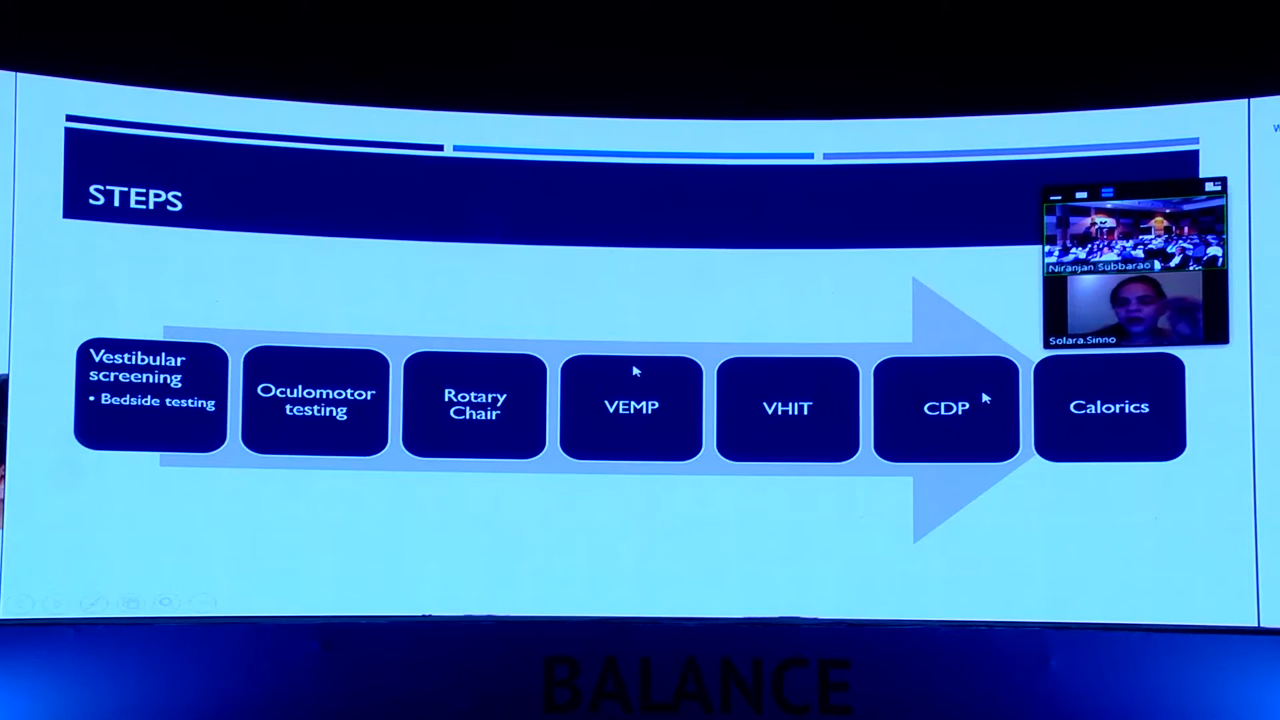 STEPS
Niranjan Subbarao
Solara.Sinno
Vestibular
screening
• Bedside testing
Oculomotor
testing
Rotary
Chair
VEMP
VHIT
CDP
Calorics
BALANCE